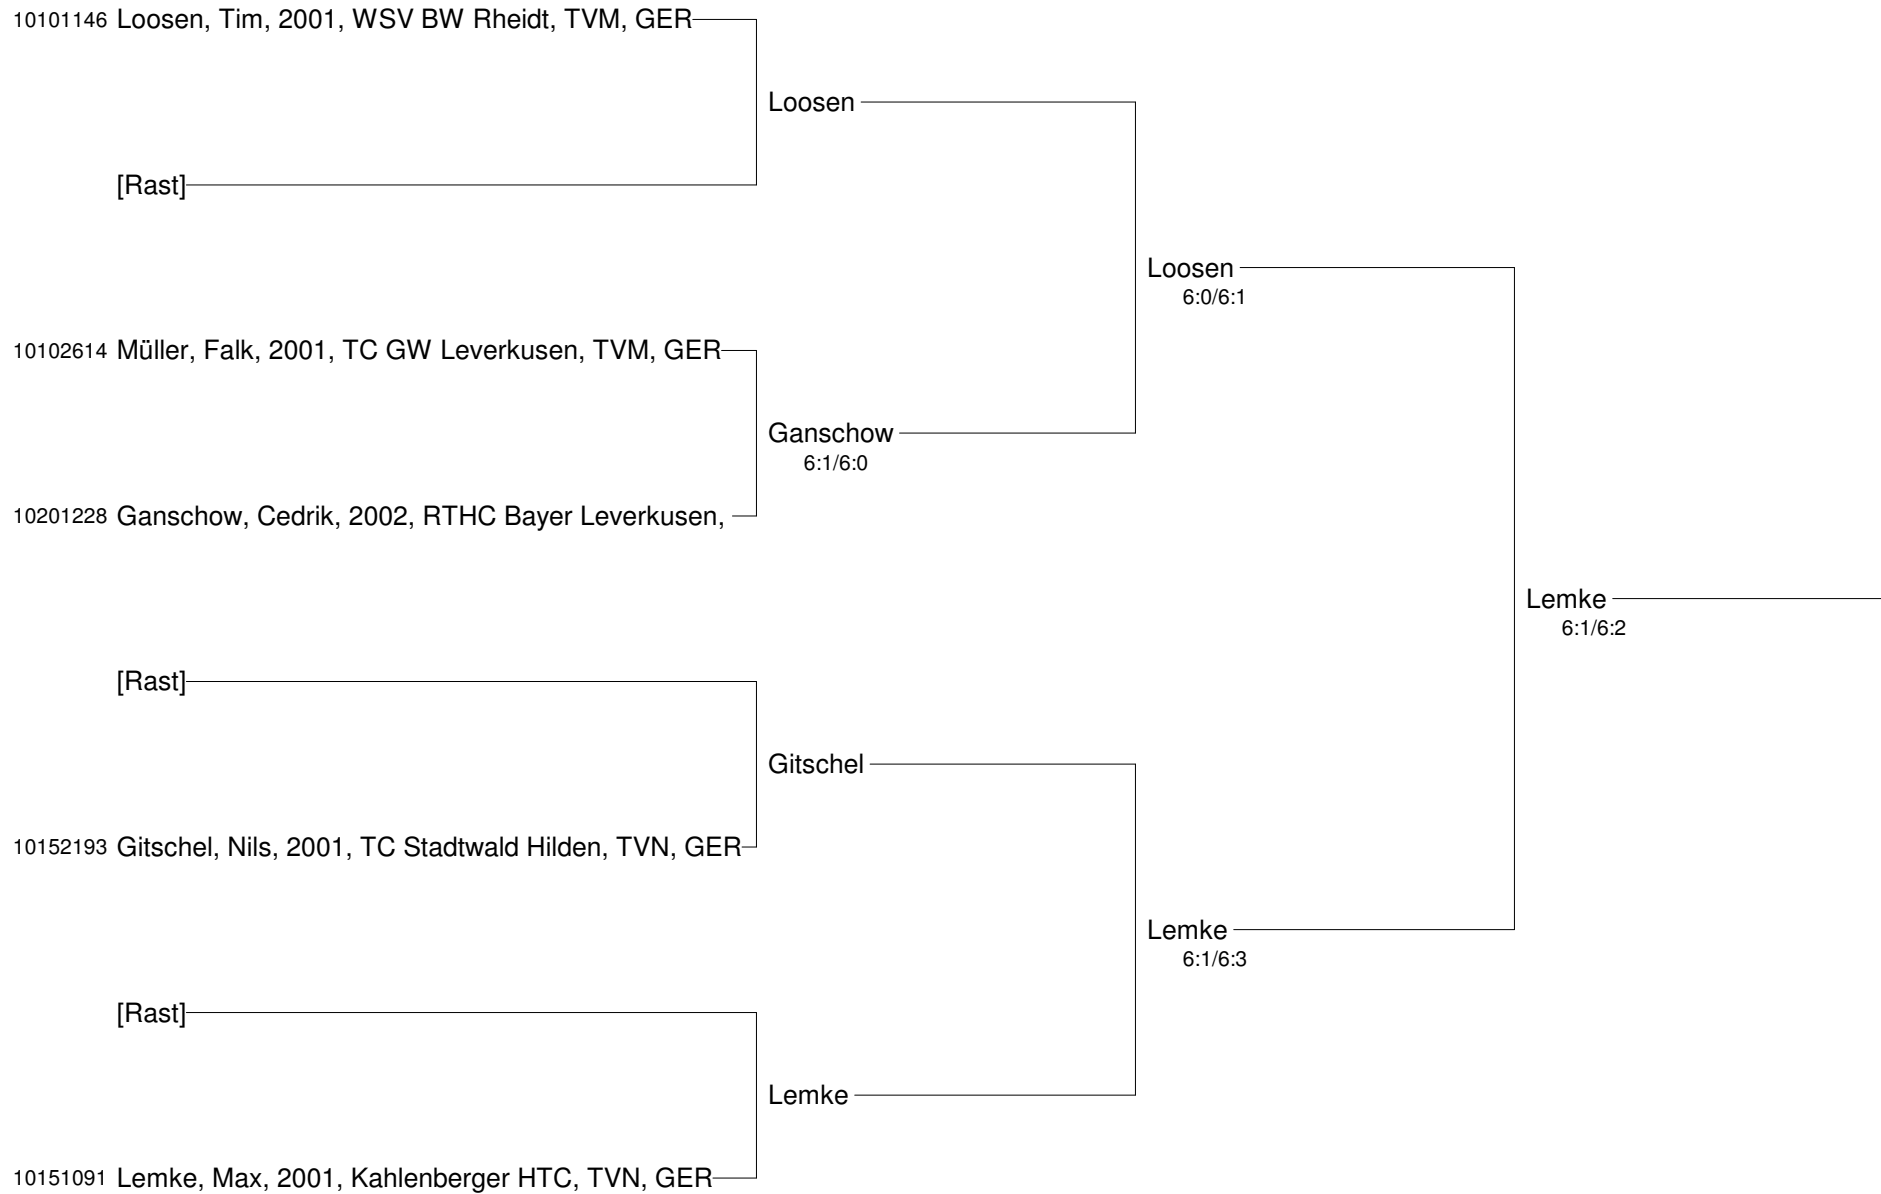 10101146 Loosen, Tim, 2001, WSV BW Rheidt, TVM, GER
Loosen
[Rast]
Loosen
6:0/6:1
10102614 Müller, Falk, 2001, TC GW Leverkusen, TVM, GER
Ganschow
6:1/6:0
10201228 Ganschow, Cedrik, 2002, RTHC Bayer Leverkusen,
Lemke
6:1/6:2
[Rast]
Gitschel
10152193 Gitschel, Nils, 2001, TC Stadtwald Hilden, TVN, GER
Lemke
6:1/6:3
[Rast]
Lemke
10151091 Lemke, Max, 2001, Kahlenberger HTC, TVN, GER